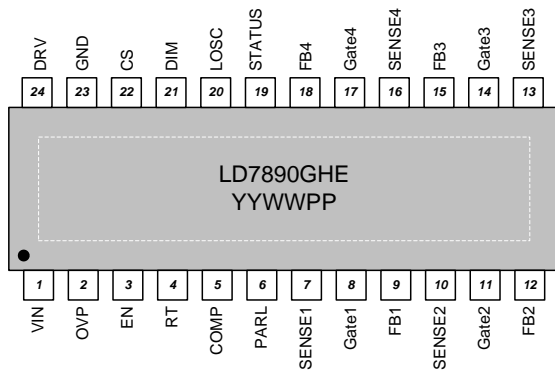 DRV GND CS DIM LOSC STATUS FB4 Gate4 SENSE4 FB3 Gate3 SENSE3
24 23 22 21 20 19 18 17 16 15 14 13
LD7890GHE
YYWWPP
1 2 3 4 5 6 7 8 9 10 11 12
VIN OVP EN RT COMP PARL SENSE1 Gate1 FB1 SENSE2 Gate2 FB2